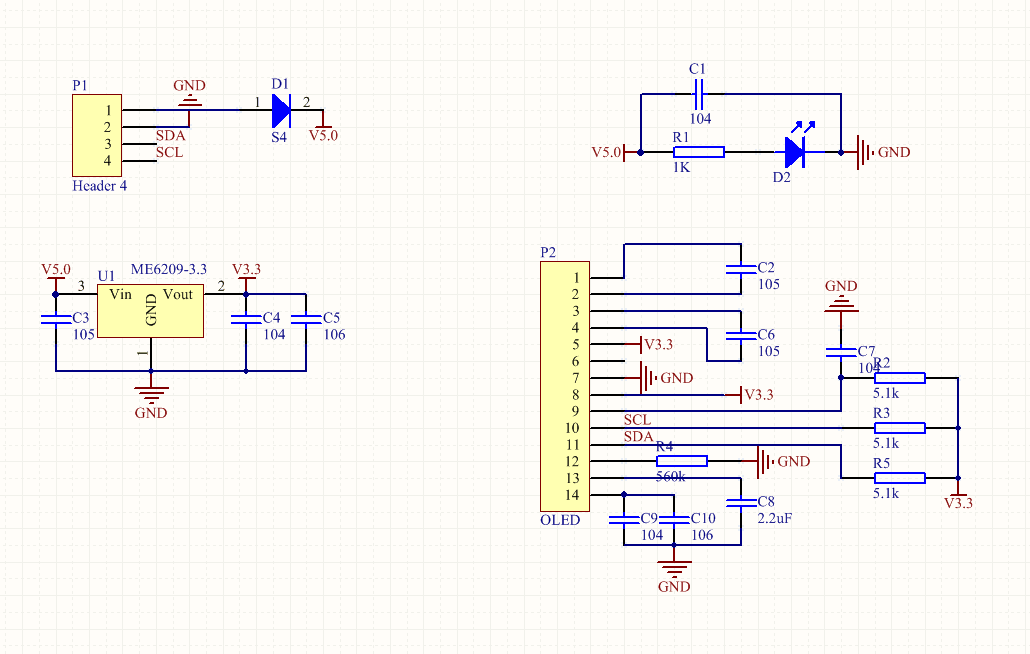 P1
GND
D1
1
1
2
2
SDA
V5.0
3
S4
SCL
4
Header 4
C1
104
R1
V5.0
GND
1K
D2
V5.0
U1
ME6209-3.3
V3.3
3
Vin
GND
Vout
2
C3
105
C4
104
C5
106
1
GND
P2
1
C2
105
2
3
4
C6
105
5
V3.3
6
7
GND
8
V3.3
9
SCL
10
SDA
11
R4
12
GND
560k
13
14
C8
2.2uF
C9
104
C10
106
OLED
GND
GND
C7
104
R2
5.1k
R3
5.1k
R5
5.1k
V3.3